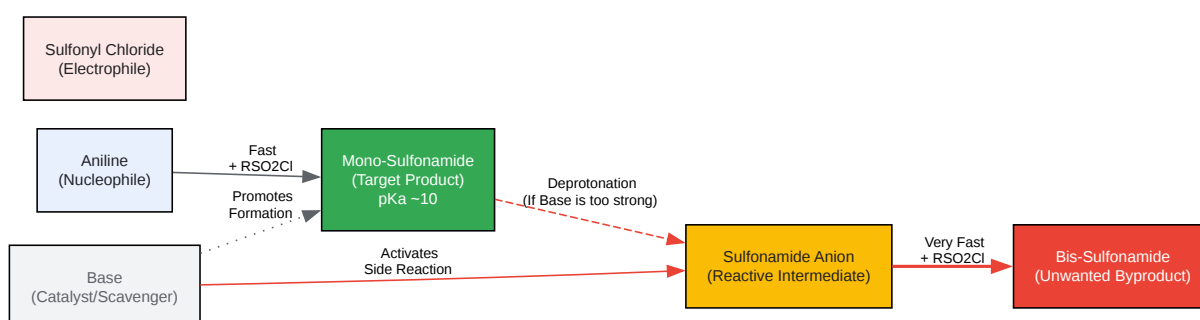 Sulfonyl Chloride
(Electrophile)
Aniline
(Nucleophile)
Fast
+ RSO2Cl
Promotes
Formation
Mono-Sulfonamide
(Target Product)
pKa ~10
Deprotonation
(If Base is too strong)
Base
(Catalyst/Scavenger)
Activates
Side Reaction
Sulfonamide Anion
(Reactive Intermediate)
Very Fast
+ RSO2Cl
Bis-Sulfonamide
(Unwanted Byproduct)